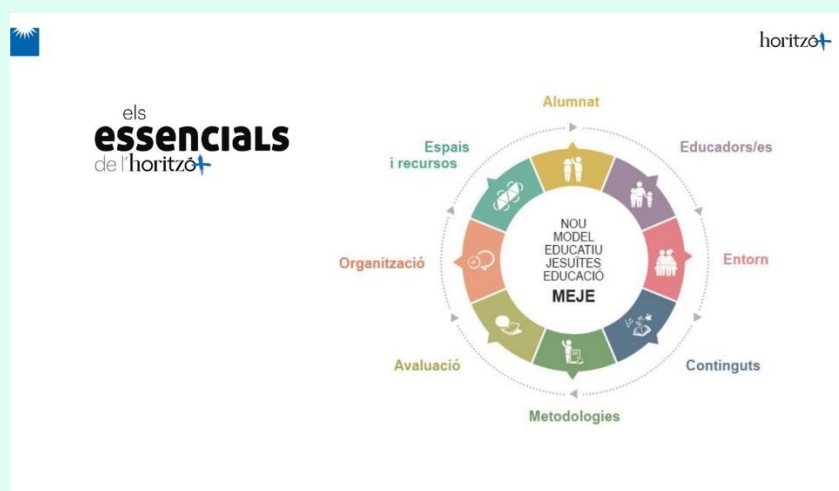 horitzó+
els
essencials
de l'horitzó+
Alumnat
Espais
i recursos
Educadors/es
Organització
NOU
MODEL
EDUCATIU
JESUÏTES
EDUCACIÓ
MEJE
Entorn
Avaluació
Continguts
Metodologies